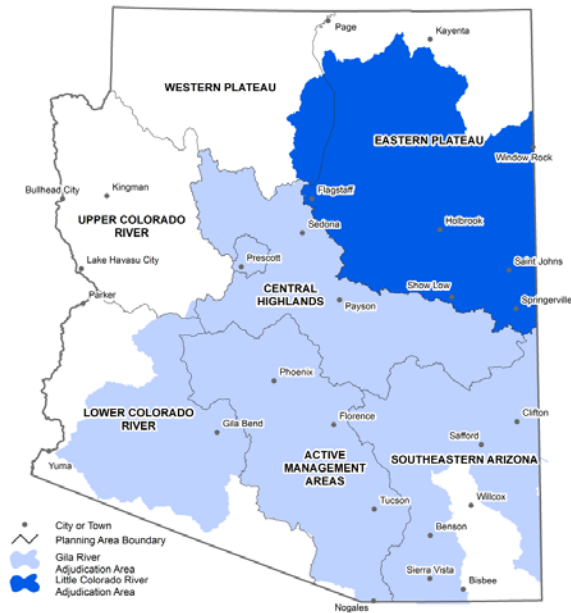 Page
Kayenta
WESTERN PLATEAU
EASTERN PLATEAU
Window Rock
Bullhead City
Kingman
Flagstaff
UPPER COLORADO
RIVER
Holbrook
Sedona
Lake Havasu City
Prescott
Saint Johns
CENTRAL
HIGHLANDS
Show Low
Parker
Payson
Springerville
Phoenix
LOWER COLORADO
RIVER
Gila Bend
Florence
Clifton
Safford
ACTIVE
MANAGEMENT
AREAS
SOUTHEASTERN ARIZONA
Yuma
Willcox
Tucson
Benson
Sierra Vista
Bisbee
Nogales
City or Town
Planning Area Boundary
Gila River
Adjudication Area
Little Colorado River
Adjudication Area